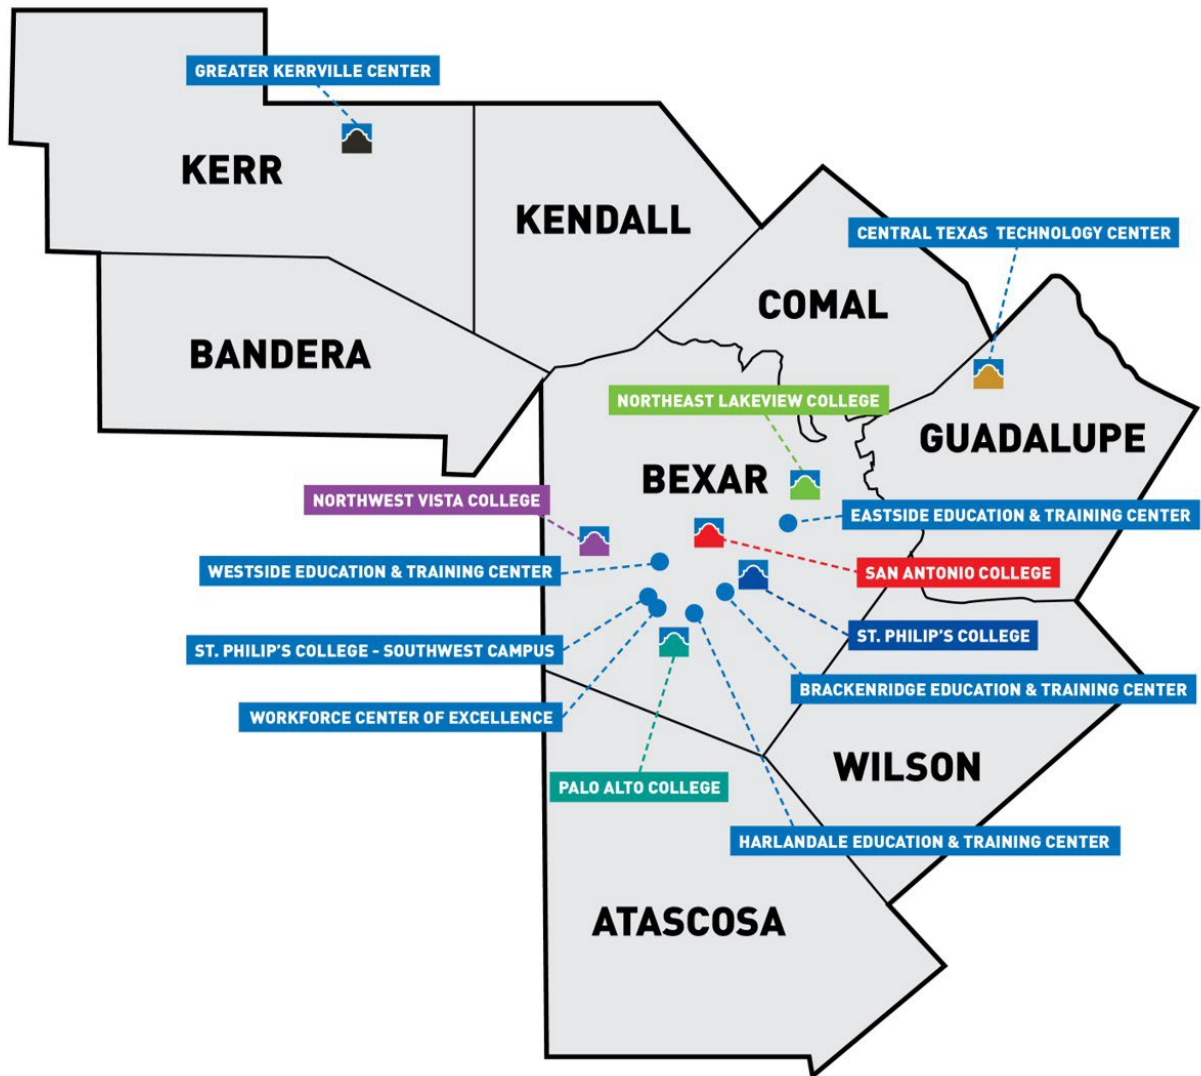 GREATER KERRVILLE CENTER
KERR
KENDALL
CENTRAL TEXAS TECHNOLOGY CENTER
COMAL
BANDERA
NORTHEAST LAKEVIEW COLLEGE
GUADALUPE
BEXAR
NORTHWEST VISTA COLLEGE
EASTSIDE EDUCATION & TRAINING CENTER
WESTSIDE EDUCATION & TRAINING CENTER
SAN ANTONIO COLLEGE
ST. PHILIP'S COLLEGE
ST. PHILIP'S COLLEGE - SOUTHWEST CAMPUS
BRACKENRIDGE EDUCATION & TRAINING CENTER
WORKFORCE CENTER OF EXCELLENCE
WILSON
PALO ALTO COLLEGE
HARLANDALE EDUCATION & TRAINING CENTER
ATASCOSA